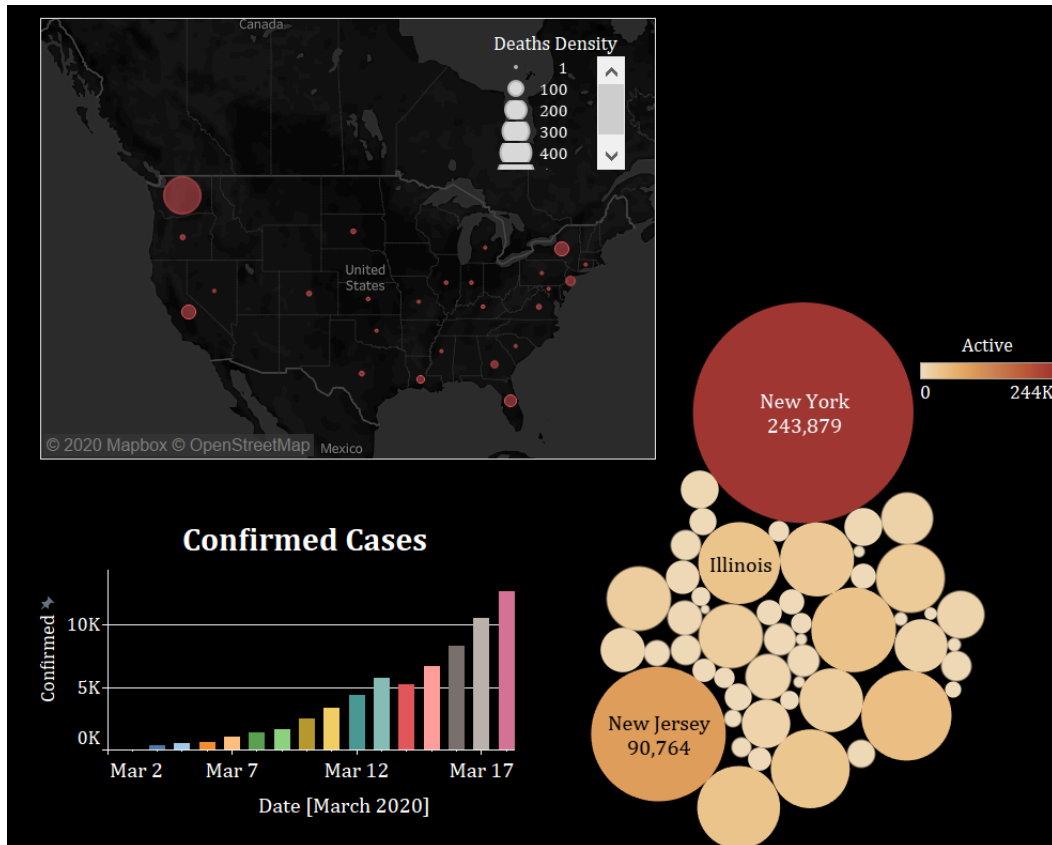 Canada
Deaths Density
1
100
200
300
400
United
States
© 2020 Mapbox © OpenStreetMap
Mexico
Active
0
244K
New York
243,879
Illinois
New Jersey
90,764
Confirmed Cases
Confirmed
10K
5K
0K
Mar 2
Mar 7
Mar 12
Mar 17
Date [March 2020]